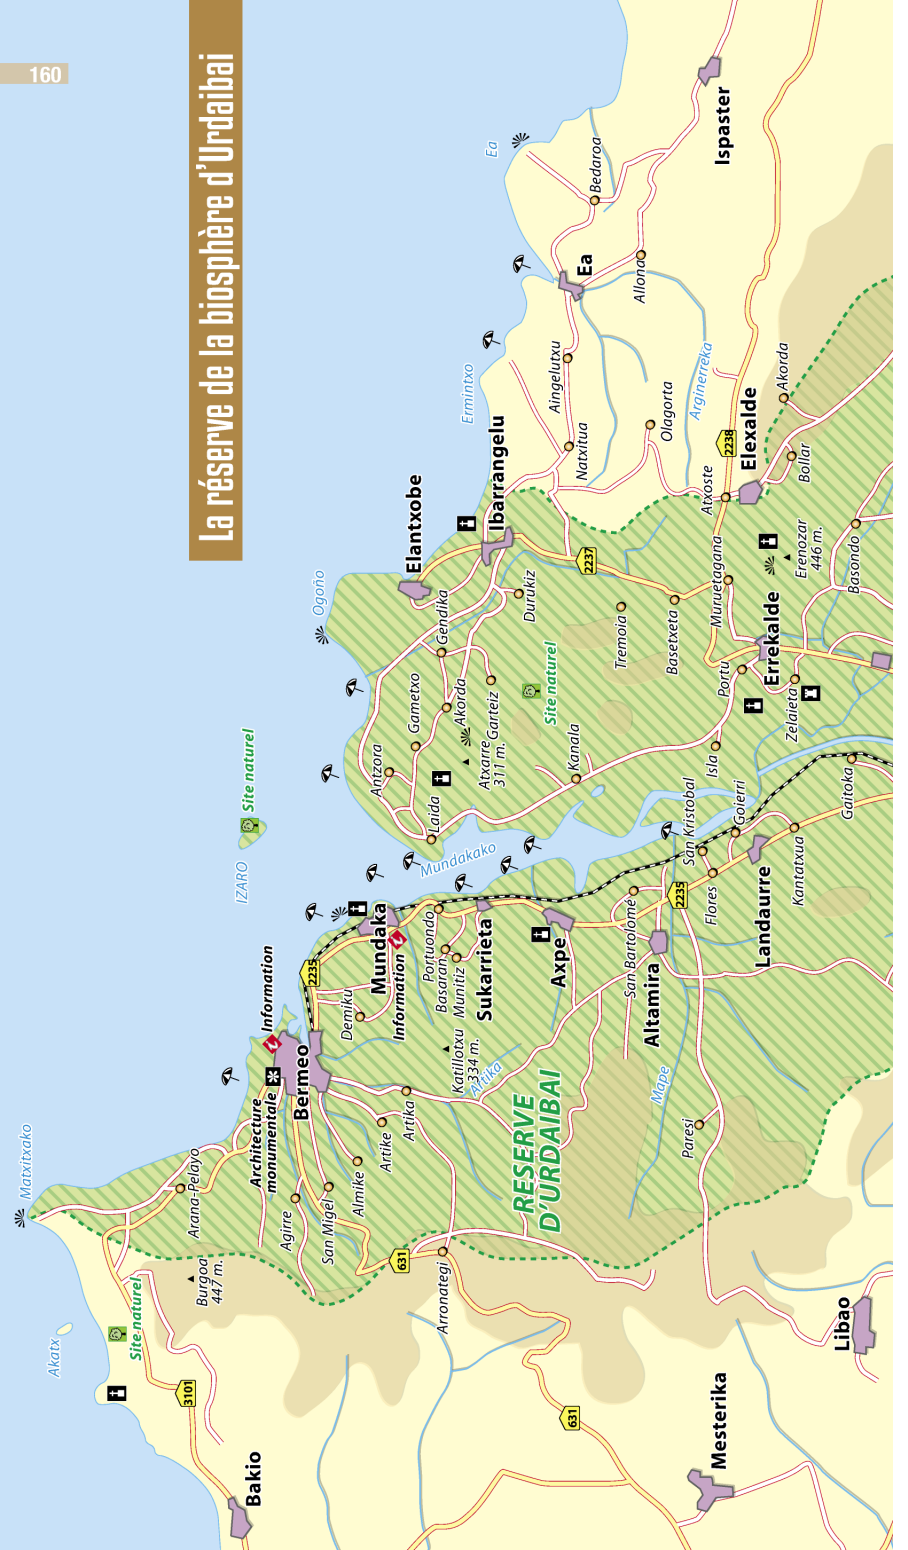 160
La réserve de la biosphère d'Urdaibai
Matxitxako
Akatx
Site naturel
Burgoa
447 m.
3101
Bakio
Arana-Pelayo
Architecture
monumentale
Information
Bermeo
Agirre
San Migel
Almike
Artike
Artika
631
Arronategi
RESERVE
D'URDAIBAI
631
Mesterika
Libao
Paresi
Mape
Artika
Katillotxu
334 m.
Demiku
2235
Mundaka
Information
Portuondo
Basaran
Munitiz
Sukarrieta
Axpe
San Bartolomé
Altamira
2235
Flores
San Kristobal
Goierri
Landaurre
Kantatxua
Gaitoka
Mundakako
IZARO
Site naturel
Ogoño
Antzora
Laida
Gametxo
Akorda
Gendika
Garteiz
Atxarre
311 m.
Elantxobe
Ibarrangelu
Durukiz
Site naturel
Kanala
Isla
Portu
Errekalde
Zelaieta
Tremoia
Basetxeta
Muruetagana
2237
Erenozar
446 m.
Basondo
Atxoste
Elexalde
Bollar
Akorda
2238
Arginerreka
Olagorta
Natxitua
Aingelutxu
Ermintxo
Ea
Ea
Allona
Bedaroa
Ispaster